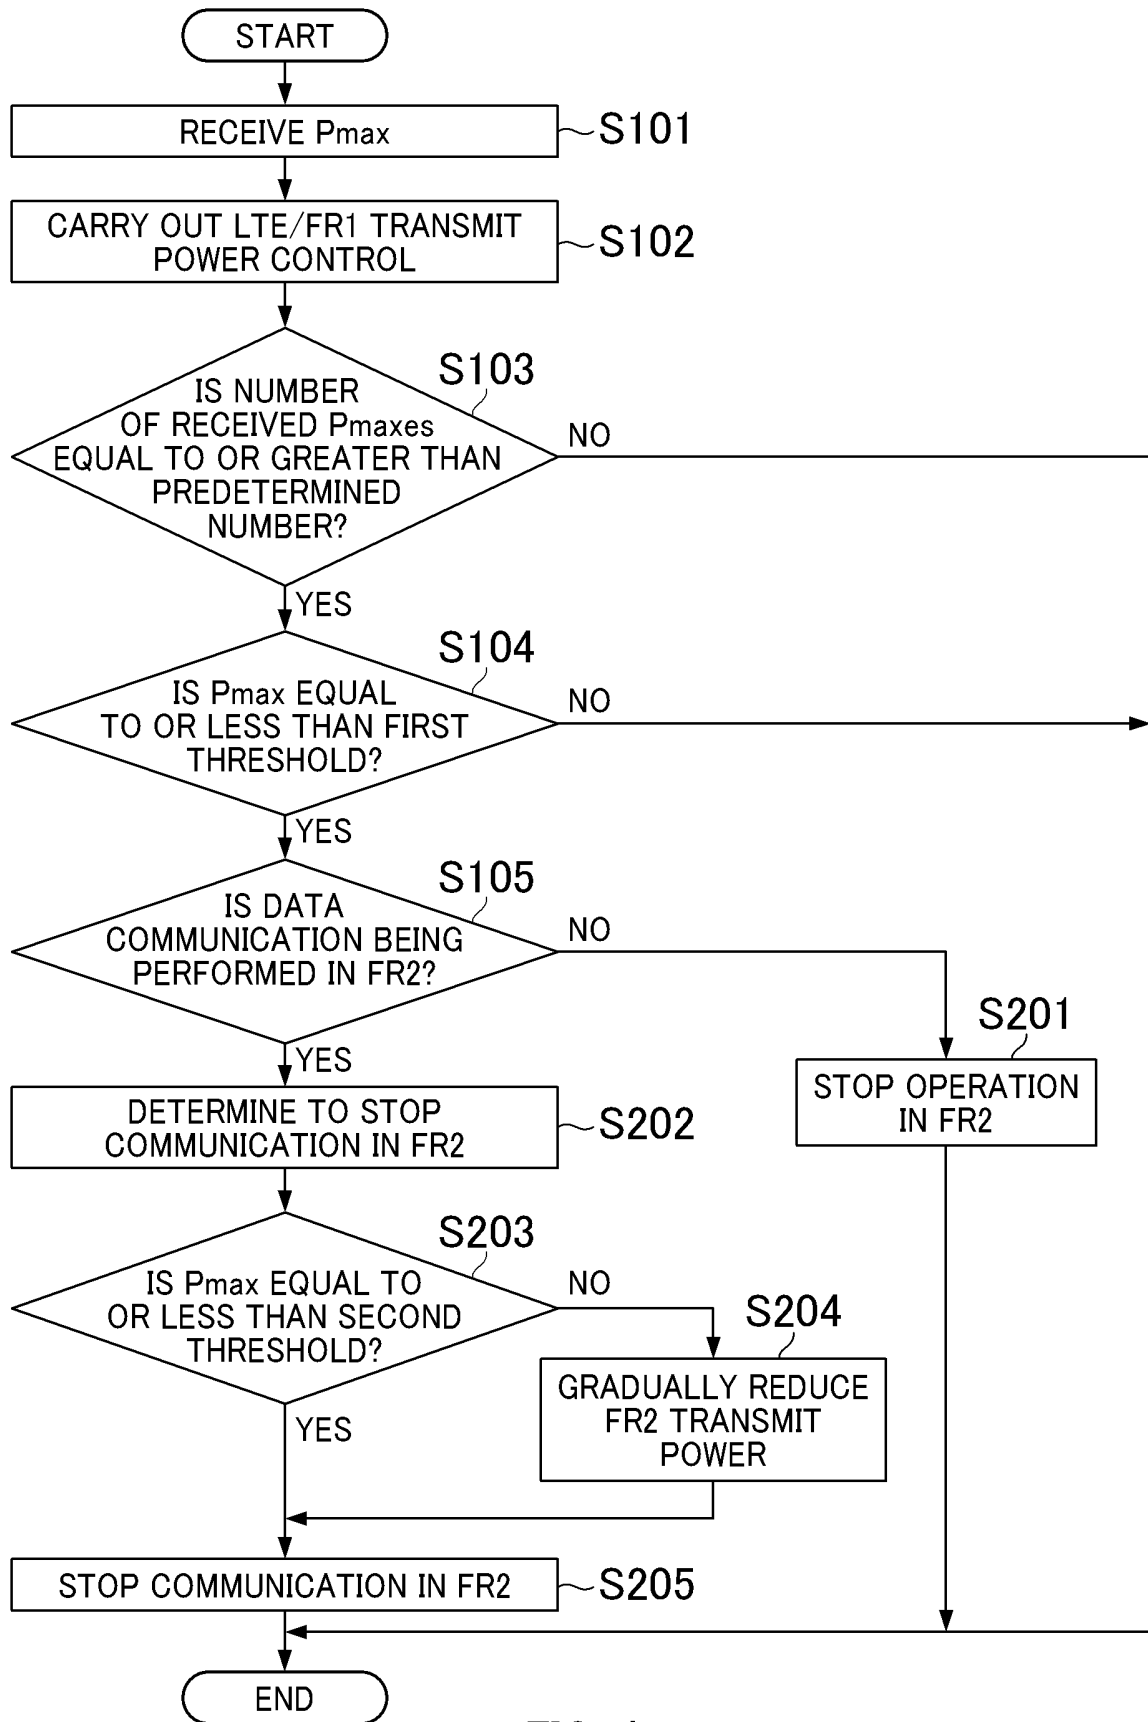 START
RECEIVE Pmax
S101
CARRY OUT LTE/FR1 TRANSMIT
POWER CONTROL
S102
S103
IS NUMBER
OF RECEIVED Pmaxes
EQUAL TO OR GREATER THAN
PREDETERMINED
NUMBER?
NO
YES
S104
IS Pmax EQUAL
TO OR LESS THAN FIRST
THRESHOLD?
NO
YES
S105
IS DATA
COMMUNICATION BEING
PERFORMED IN FR2?
NO
YES
S201
STOP OPERATION
IN FR2
DETERMINE TO STOP
COMMUNICATION IN FR2
S202
S203
IS Pmax EQUAL TO
OR LESS THAN SECOND
THRESHOLD?
NO
YES
S204
GRADUALLY REDUCE
FR2 TRANSMIT
POWER
STOP COMMUNICATION IN FR2
S205
END